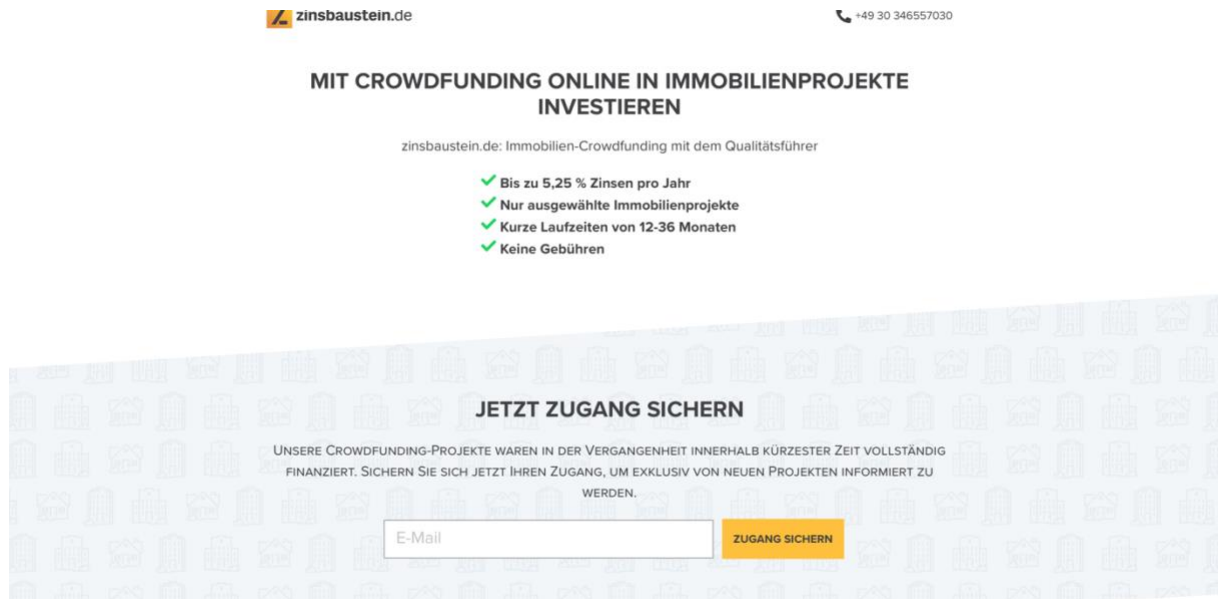 zinsbaustein.de
+49 30 346557030
MIT CROWDFUNDING ONLINE IN IMMOBILIENPROJEKTE
INVESTIEREN
zinsbaustein.de: Immobilien-Crowdfunding mit dem Qualitätsführer
Bis zu 5,25 % Zinsen pro Jahr
Nur ausgewählte Immobilienprojekte
Kurze Laufzeiten von 12-36 Monaten
Keine Gebühren
JETZT ZUGANG SICHERN
UNSERE CROWDFUNDING-PROJEKTE WAREN IN DER VERGANGENHEIT INNERHALB KÜRZESTER ZEIT VOLLSTÄNDIG
FINANZIERT. SICHERN SIE SICH JETZT IHREN ZUGANG, UM EXKLUSIV VON NEUEN PROJEKTEN INFORMIERT ZU
WERDEN.
E-Mail
ZUGANG SICHERN